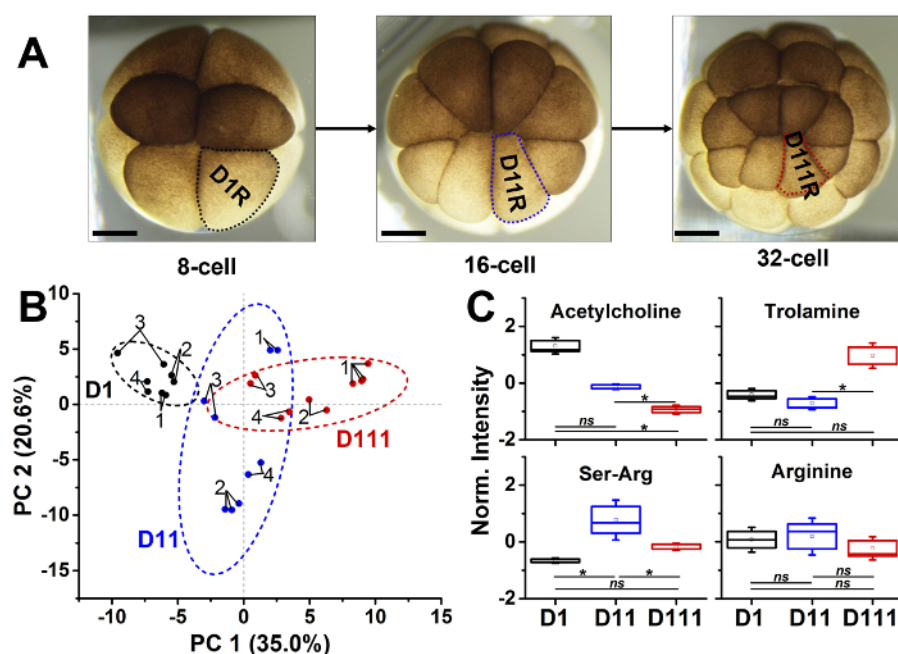 A
D1R
D11R
D111R
8-cell
16-cell
32-cell
B
10
5
0
-5
-10
-15
PC 2 (20.6%)
3
2
4
1
D1
1
3
3
1
4
2
D111
4
2
D11
-10
-5
0
5
10
15
PC 1 (35.0%)
C
Norm. Intensity
Acetylcholine
2
0
-2
ns
*
*
Trolamine
*
ns
ns
Ser-Arg
2
0
-2
*
*
ns
Arginine
ns
ns
ns
D1 D11 D111
D1 D11 D111